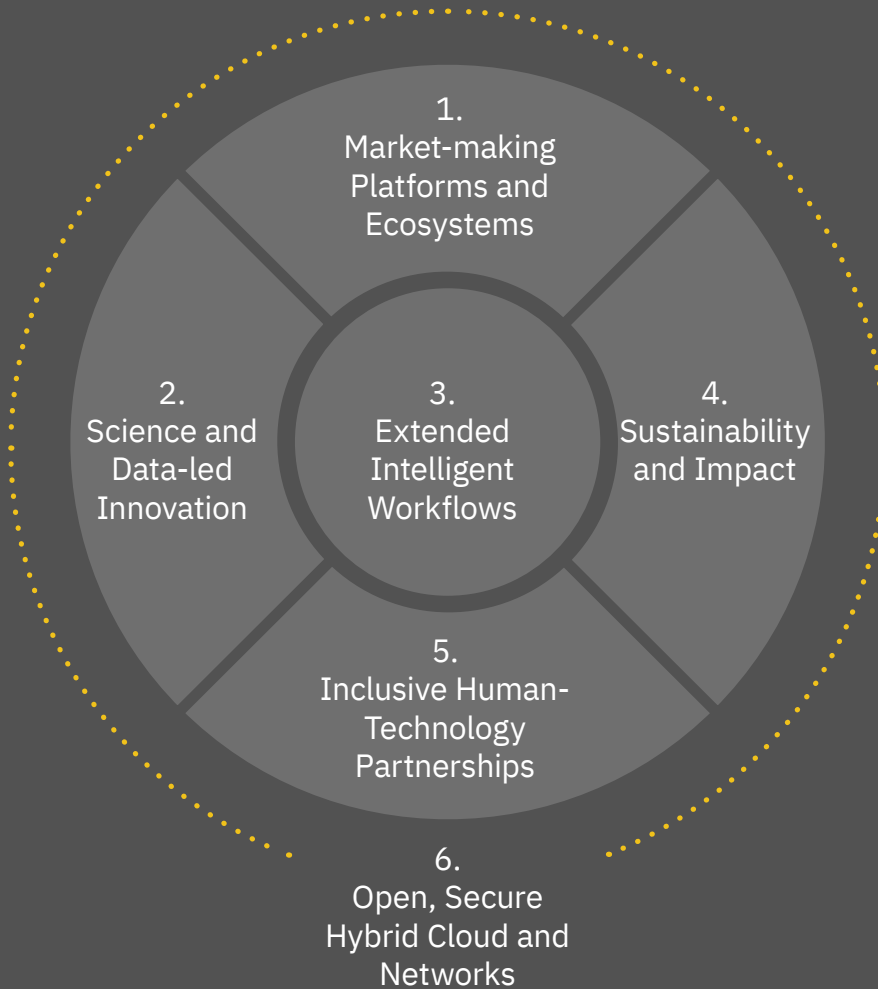 1.
Market-making
Platforms and
Ecosystems
2.
Science and
Data-led
Innovation
3.
Extended
Intelligent
Workflows
4.
Sustainability
and Impact
5.
Inclusive Human-
Technology
Partnerships
6.
Open, Secure
Hybrid Cloud and
Networks